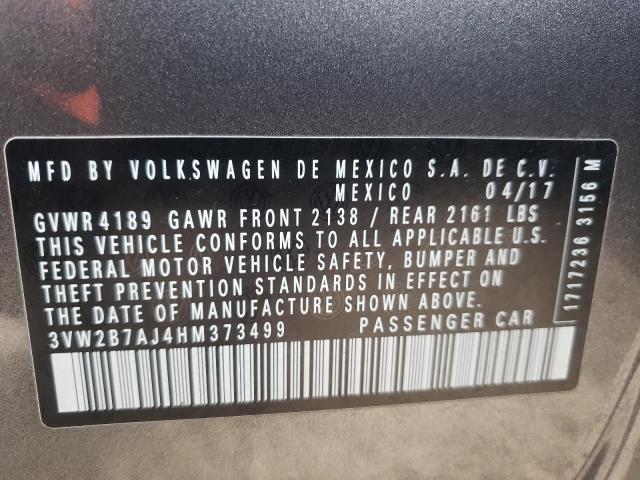 MFD BY VOLKSWAGEN DE MEXICO S.A. DE C.V.
MEXICO 04/17
GVWR 4189 GAWR FRONT 2138 / REAR 2161 LBS
THIS VEHICLE CONFORMS TO ALL APPLICABLE U.S.
FEDERAL MOTOR VEHICLE SAFETY, BUMPER AND
THEFT PREVENTION STANDARDS IN EFFECT ON
THE DATE OF MANUFACTURE SHOWN ABOVE.
3VW2B7AJ4HM373499 PASSENGER CAR
1717236 3156 M